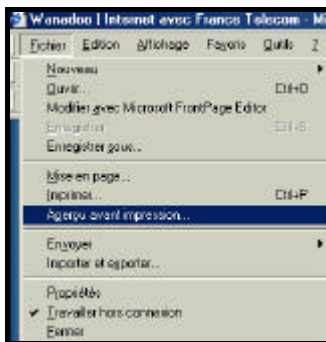 Wanadoo | Internet avec France Telecom - M
Fichier Edition Affichage Favoris Outils ?
Nouveau
Ouvrir... Ctrl+O
Modifier avec Microsoft FrontPage Editor
Enregistrer Ctrl+S
Enregistrer sous...
Mise en page...
Imprimer... Ctrl+P
Aperçu avant impression...
Envoyer
Importer et exporter...
Propriétés
✔ Travailler hors connexion
Fermer